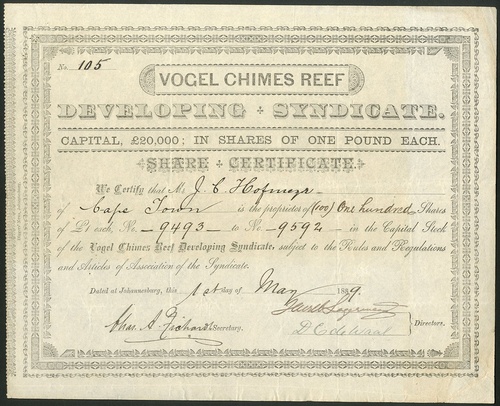 No. 105
VOGEL CHIMES REEF
DEVELOPING + SYNDICATE.
CAPITAL, £20,000; IN SHARES OF ONE POUND EACH.
SHARE + CERTIFICATE.
We Certify that Mr J. C. Hofmeyr
of Cape Town is the proprietor of (100) One hundred Shares
of £1 each, No. 9493 to No. 9592 in the Capital Stock
of the Vogel Chimes Reef Developing Syndicate, subject to the Rules and Regulations
and Articles of Association of the Syndicate.
Dated at Johannesburg, this 1st day of May 1889.
Chas. A. Richards Secretary.
Directors.